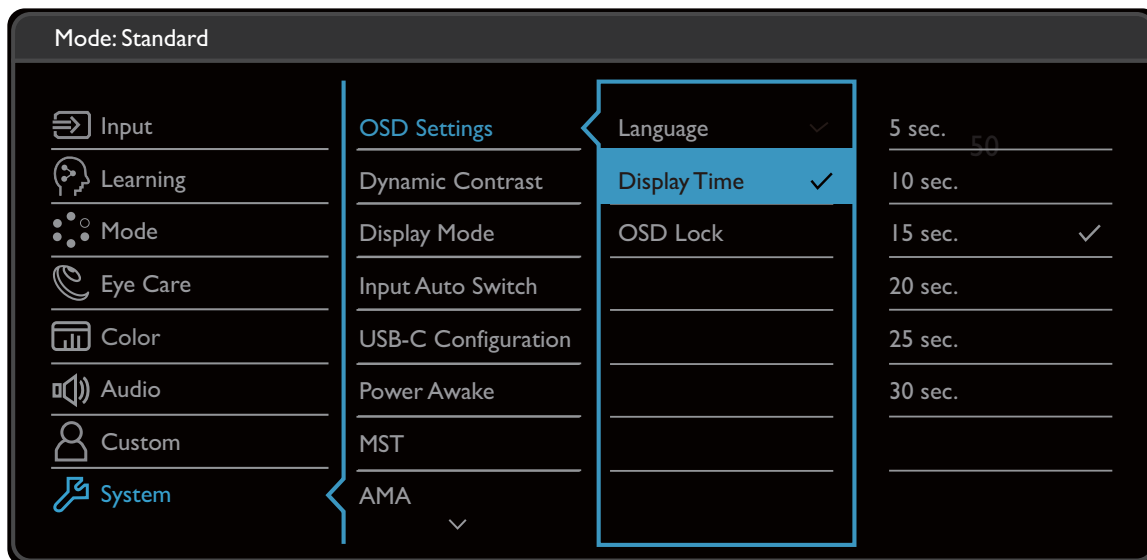 Mode: Standard
Input
Learning
Mode
Eye Care
Color
Audio
Custom
System
OSD Settings
Dynamic Contrast
Display Mode
Input Auto Switch
USB-C Configuration
Power Awake
MST
AMA
Language
Display Time
OSD Lock
5 sec.
50
10 sec.
15 sec.
20 sec.
25 sec.
30 sec.